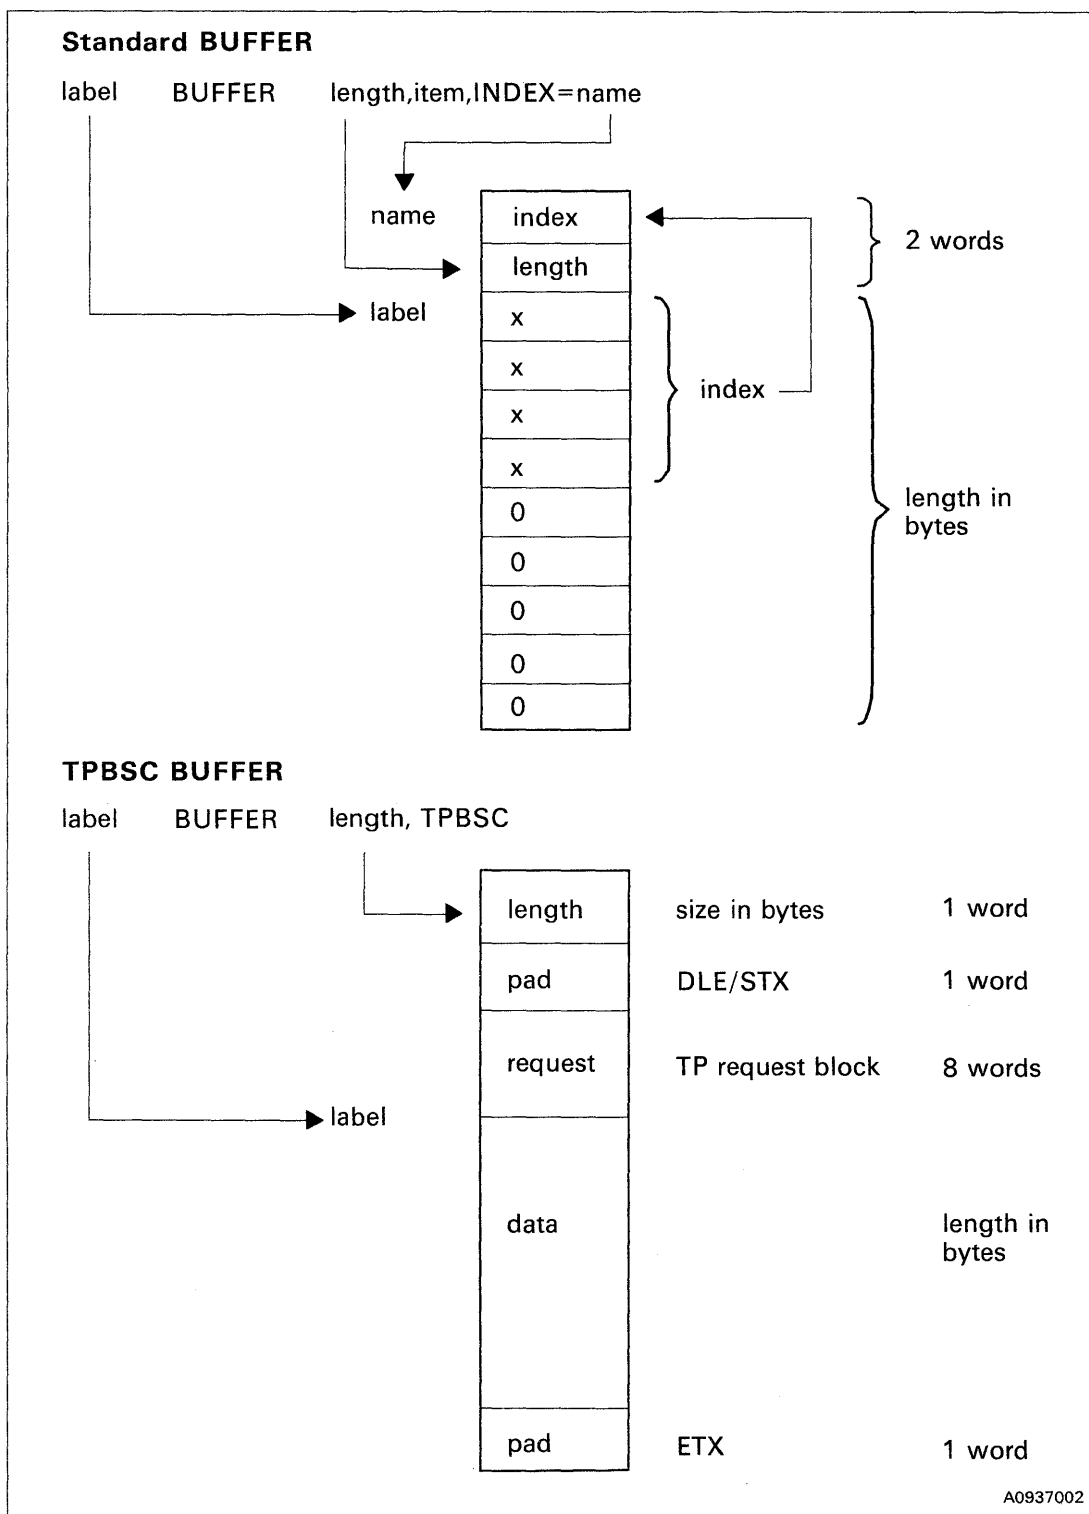 Standard BUFFER
label BUFFER length,item,INDEX=name
name index
2 words
length
label x
x
index
x
x
0
length in
bytes
0
0
0
0
TPBSC BUFFER
label BUFFER length, TPBSC
length size in bytes 1 word
pad DLE/STX 1 word
request TP request block 8 words
label
data length in
bytes
pad ETX 1 word
A0937002